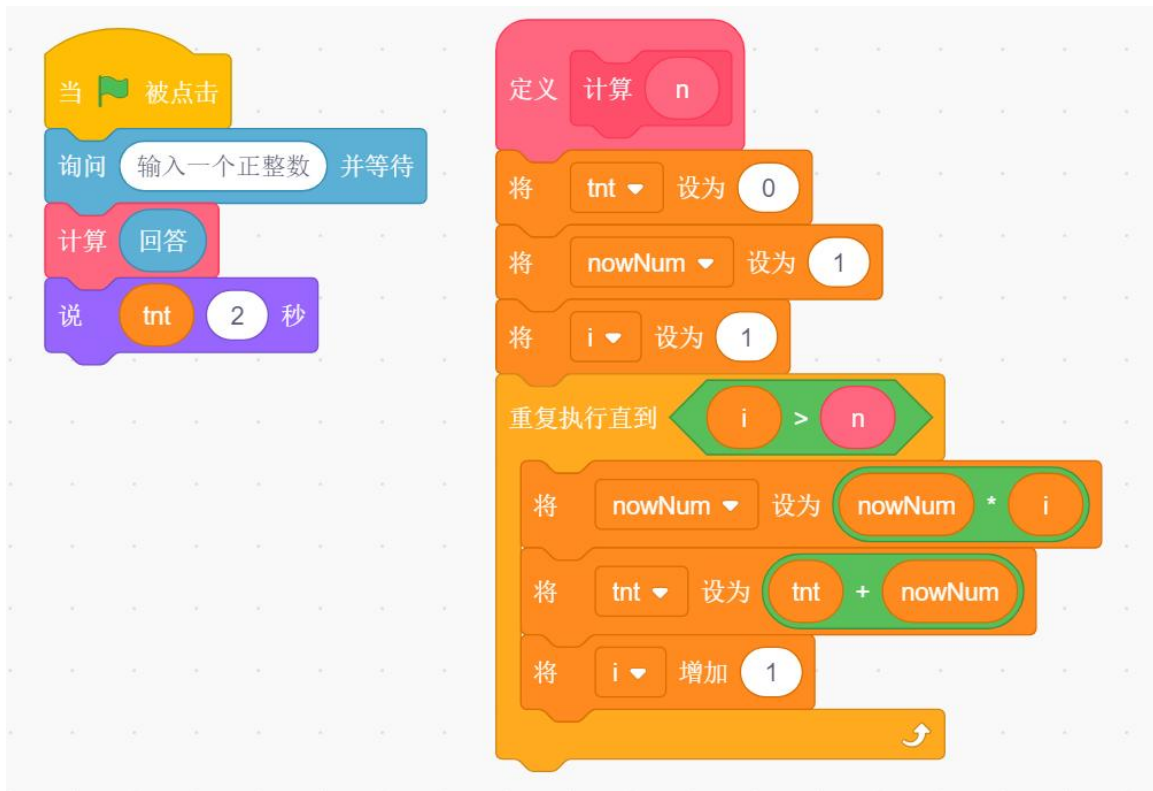 当 被点击
询问 输入一个正整数 并等待
计算 回答
说 tnt 2 秒
定义 计算 n
将 tnt 设为 0
将 nowNum 设为 1
将 i 设为 1
重复执行直到 i > n
将 nowNum 设为 nowNum * i
将 tnt 设为 tnt + nowNum
将 i 增加 1